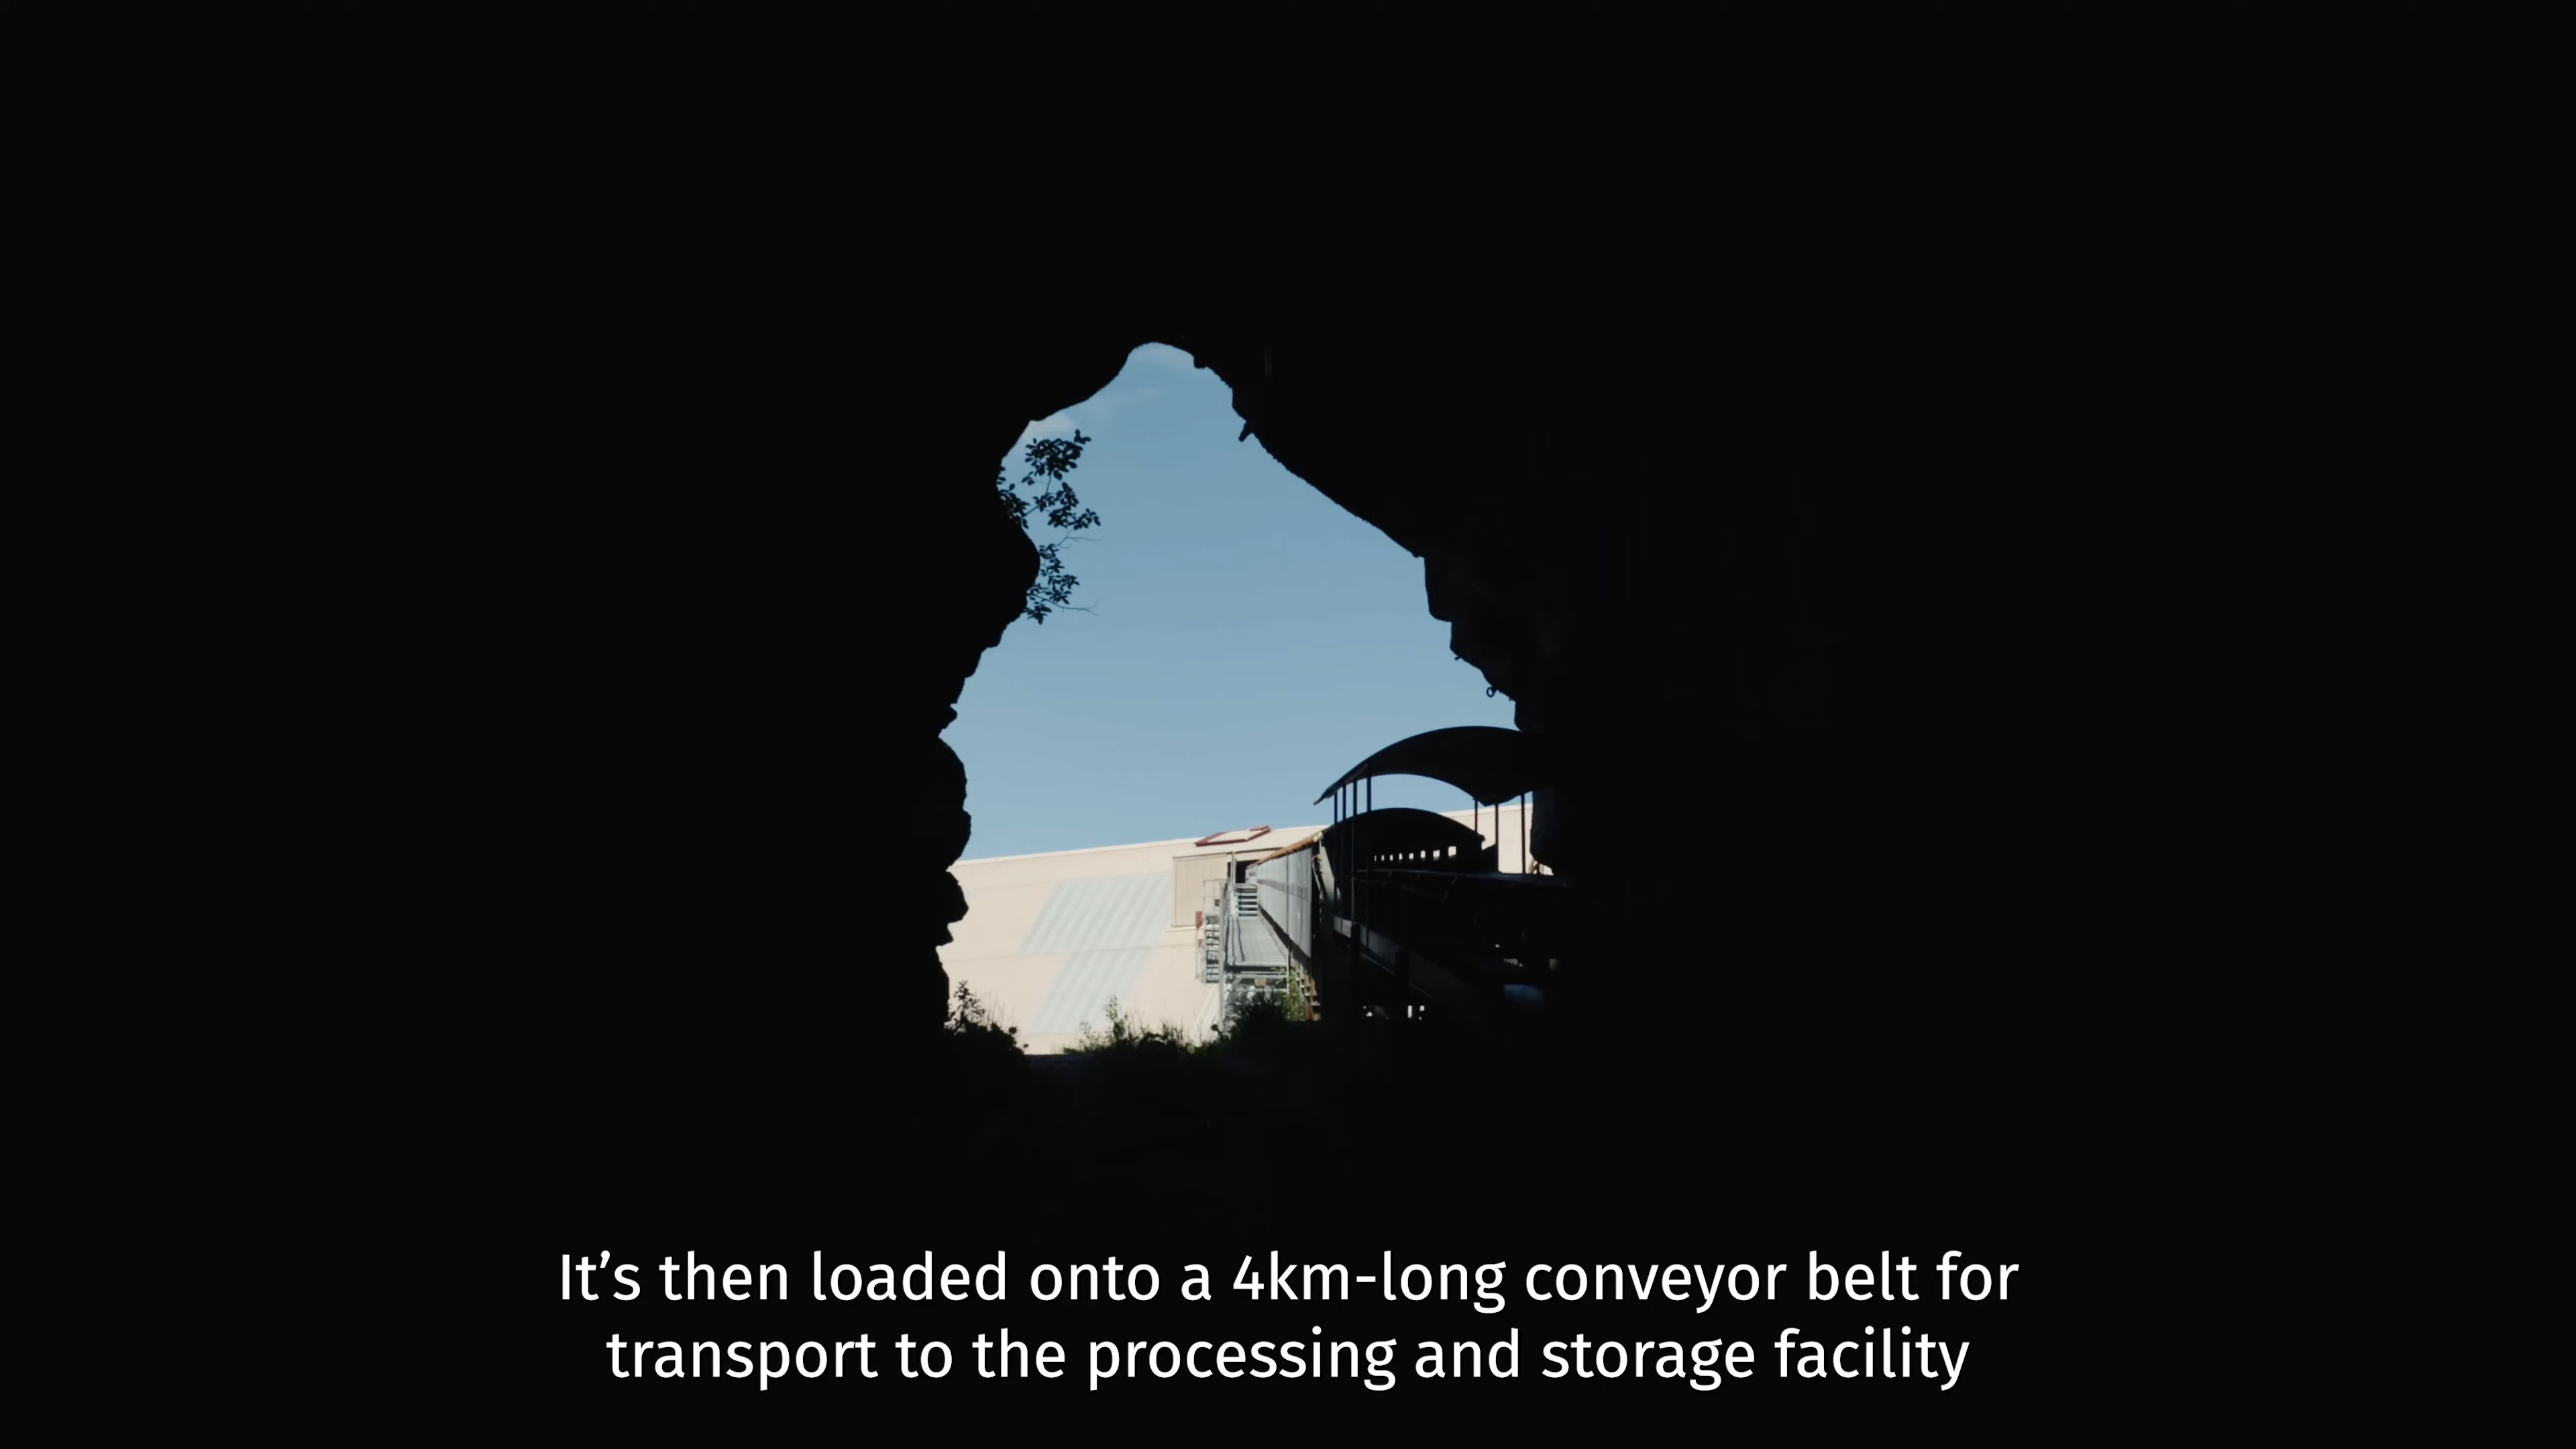 It’s then loaded onto a 4km-long conveyor belt for
transport to the processing and storage facility